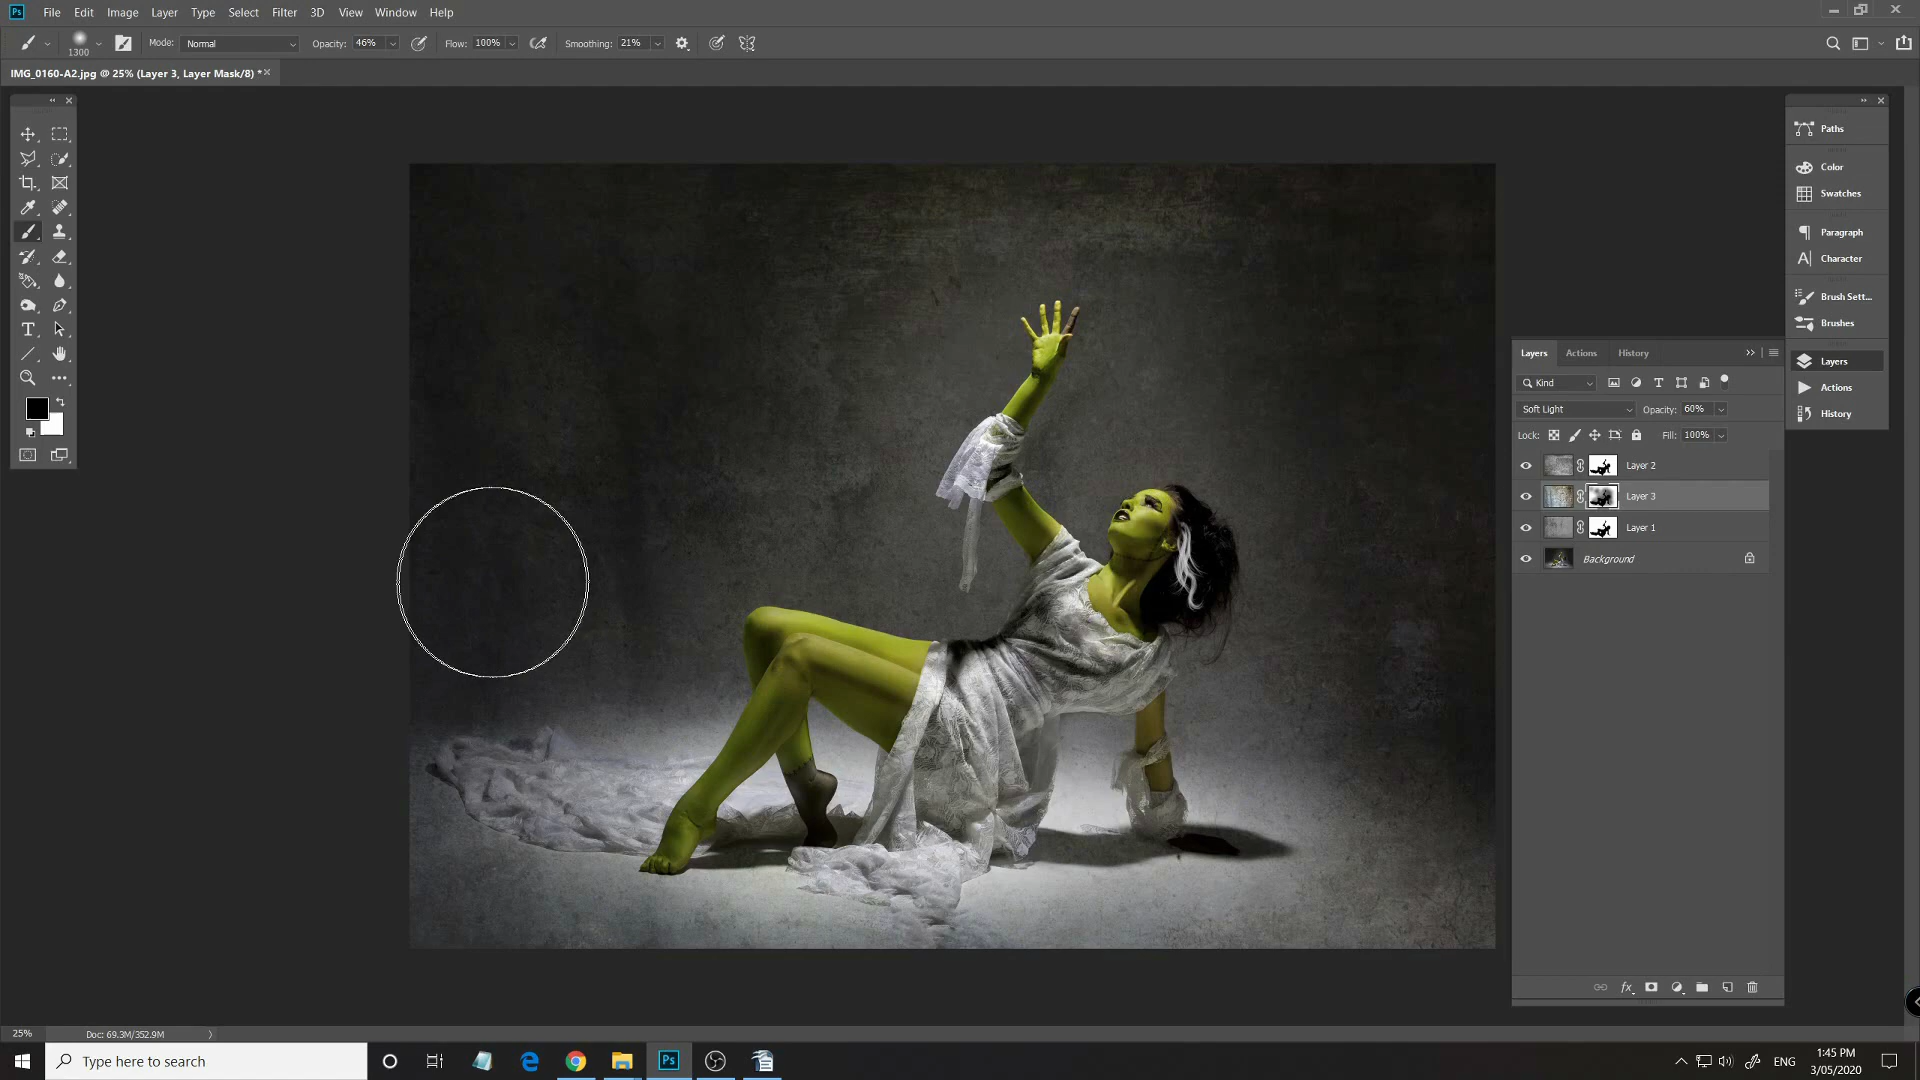 Ps File Edit Image Layer Type Select Filter 3D View Window Help
1300 Mode: Normal Opacity: 46% Flow: 100% Smoothing: 21%
IMG_0160-A2.jpg @ 25% (Layer 3, Layer Mask/8) *
Paths
Color
Swatches
Paragraph
Character
Brush Sett...
Brushes
Layers
Actions
History
Layers Actions History
Kind
Soft Light Opacity: 60%
Lock: Fill: 100%
Layer 2
Layer 3
Layer 1
Background
fx
25% Doc: 69.3M/352.9M
Type here to search
Ps
ENG
1:45 PM
3/05/2020